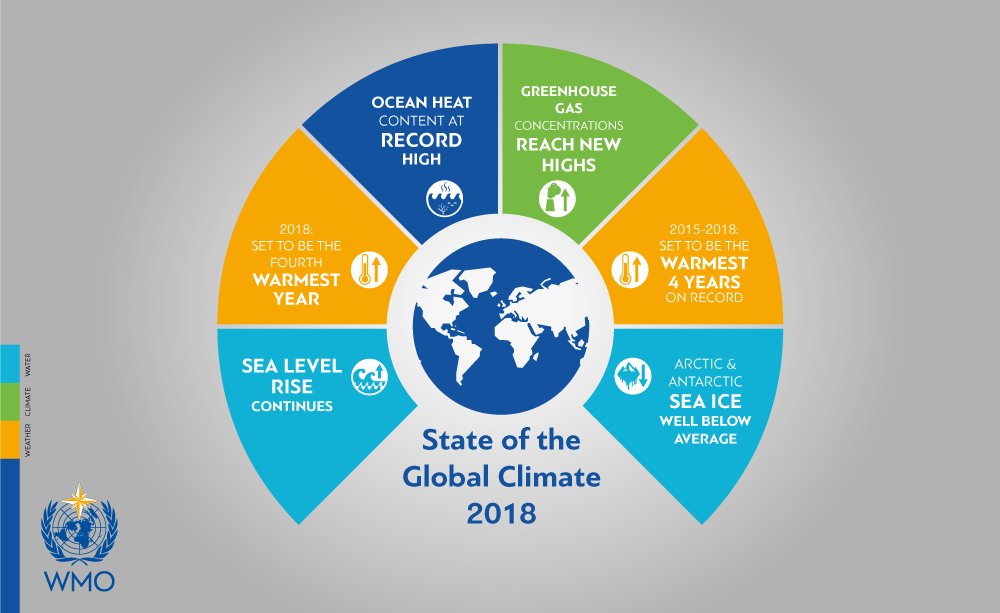 SEA LEVEL
RISE
CONTINUES
2018:
SET TO BE THE
FOURTH
WARMEST
YEAR
OCEAN HEAT
CONTENT AT
RECORD
HIGH
GREENHOUSE
GAS
CONCENTRATIONS
REACH NEW
HIGHS
2015-2018:
SET TO BE THE
WARMEST
4 YEARS
ON RECORD
ARCTIC &
ANTARCTIC
SEA ICE
WELL BELOW
AVERAGE
State of the
Global Climate
2018
WATER
CLIMATE
WEATHER
WMO